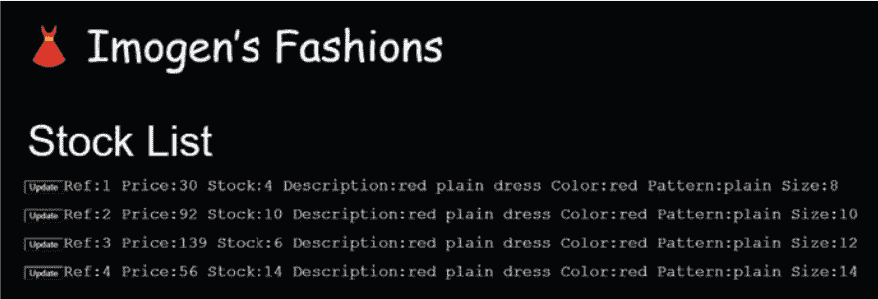 Imogen's Fashions
Stock List
Update Ref:1 Price:30 Stock:4 Description:red plain dress Color:red Pattern:plain Size:8
Update Ref:2 Price:92 Stock:10 Description:red plain dress Color:red Pattern:plain Size:10
Update Ref:3 Price:139 Stock:6 Description:red plain dress Color:red Pattern:plain Size:12
Update Ref:4 Price:56 Stock:14 Description:red plain dress Color:red Pattern:plain Size:14